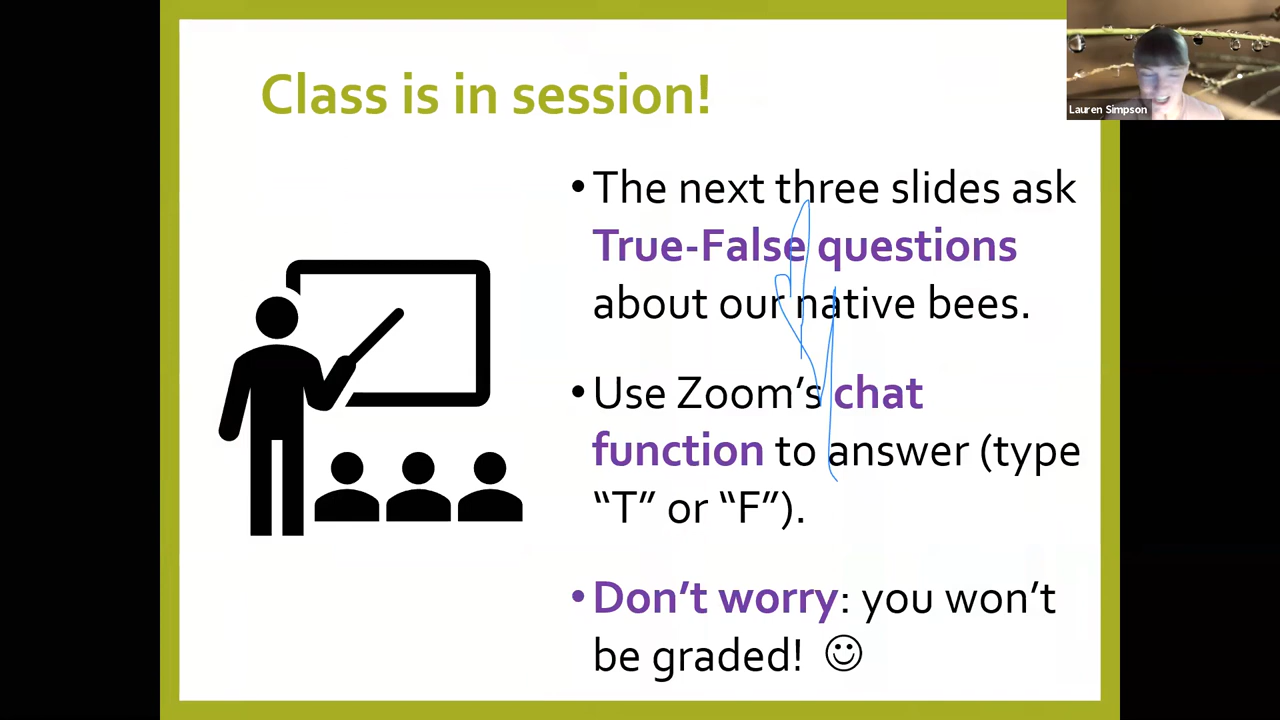 Class is in session!
Lauren Simpson
•The next three slides ask
True-False questions
about our native bees.
•Use Zoom’s chat
function to answer (type
“T” or “F”).
•Don’t worry: you won’t
be graded! ☺